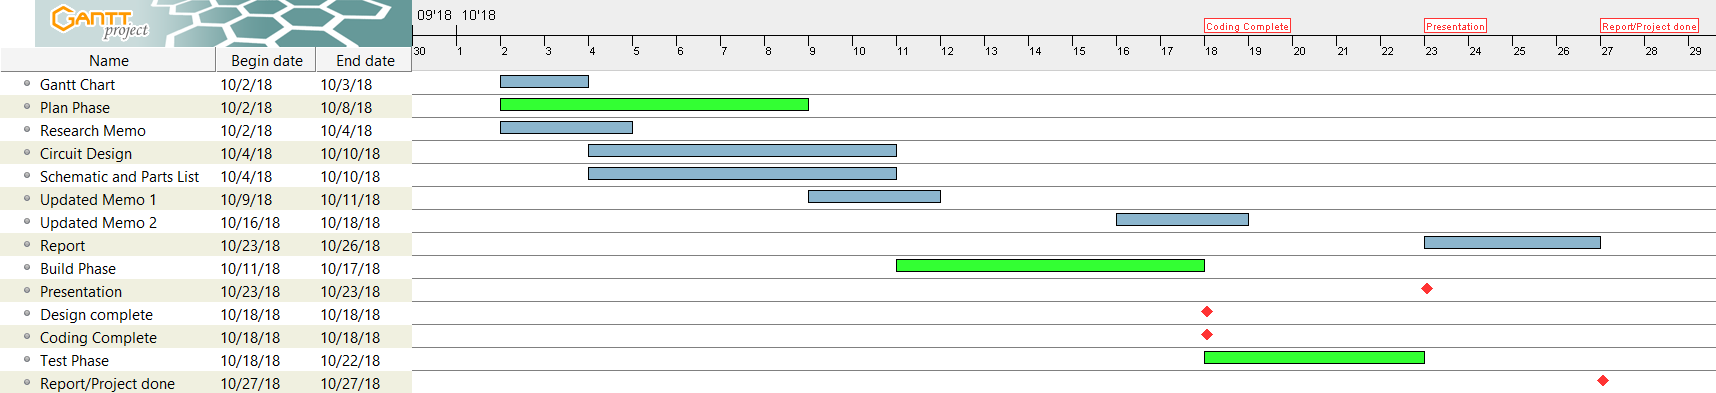 GANTT
project
09'18 10'18
Coding Complete Presentation Report/Project done
30 1 2 3 4 5 6 7 8 9 10 11 12 13 14 15 16 17 18 19 20 21 22 23 24 25 26 27 28 29
Name Begin date End date
Gantt Chart 10/2/18 10/3/18
Plan Phase 10/2/18 10/8/18
Research Memo 10/2/18 10/4/18
Circuit Design 10/4/18 10/10/18
Schematic and Parts List 10/4/18 10/10/18
Updated Memo 1 10/9/18 10/11/18
Updated Memo 2 10/16/18 10/18/18
Report 10/23/18 10/26/18
Build Phase 10/11/18 10/17/18
Presentation 10/23/18 10/23/18
Design complete 10/18/18 10/18/18
Coding Complete 10/18/18 10/18/18
Test Phase 10/18/18 10/22/18
Report/Project done 10/27/18 10/27/18